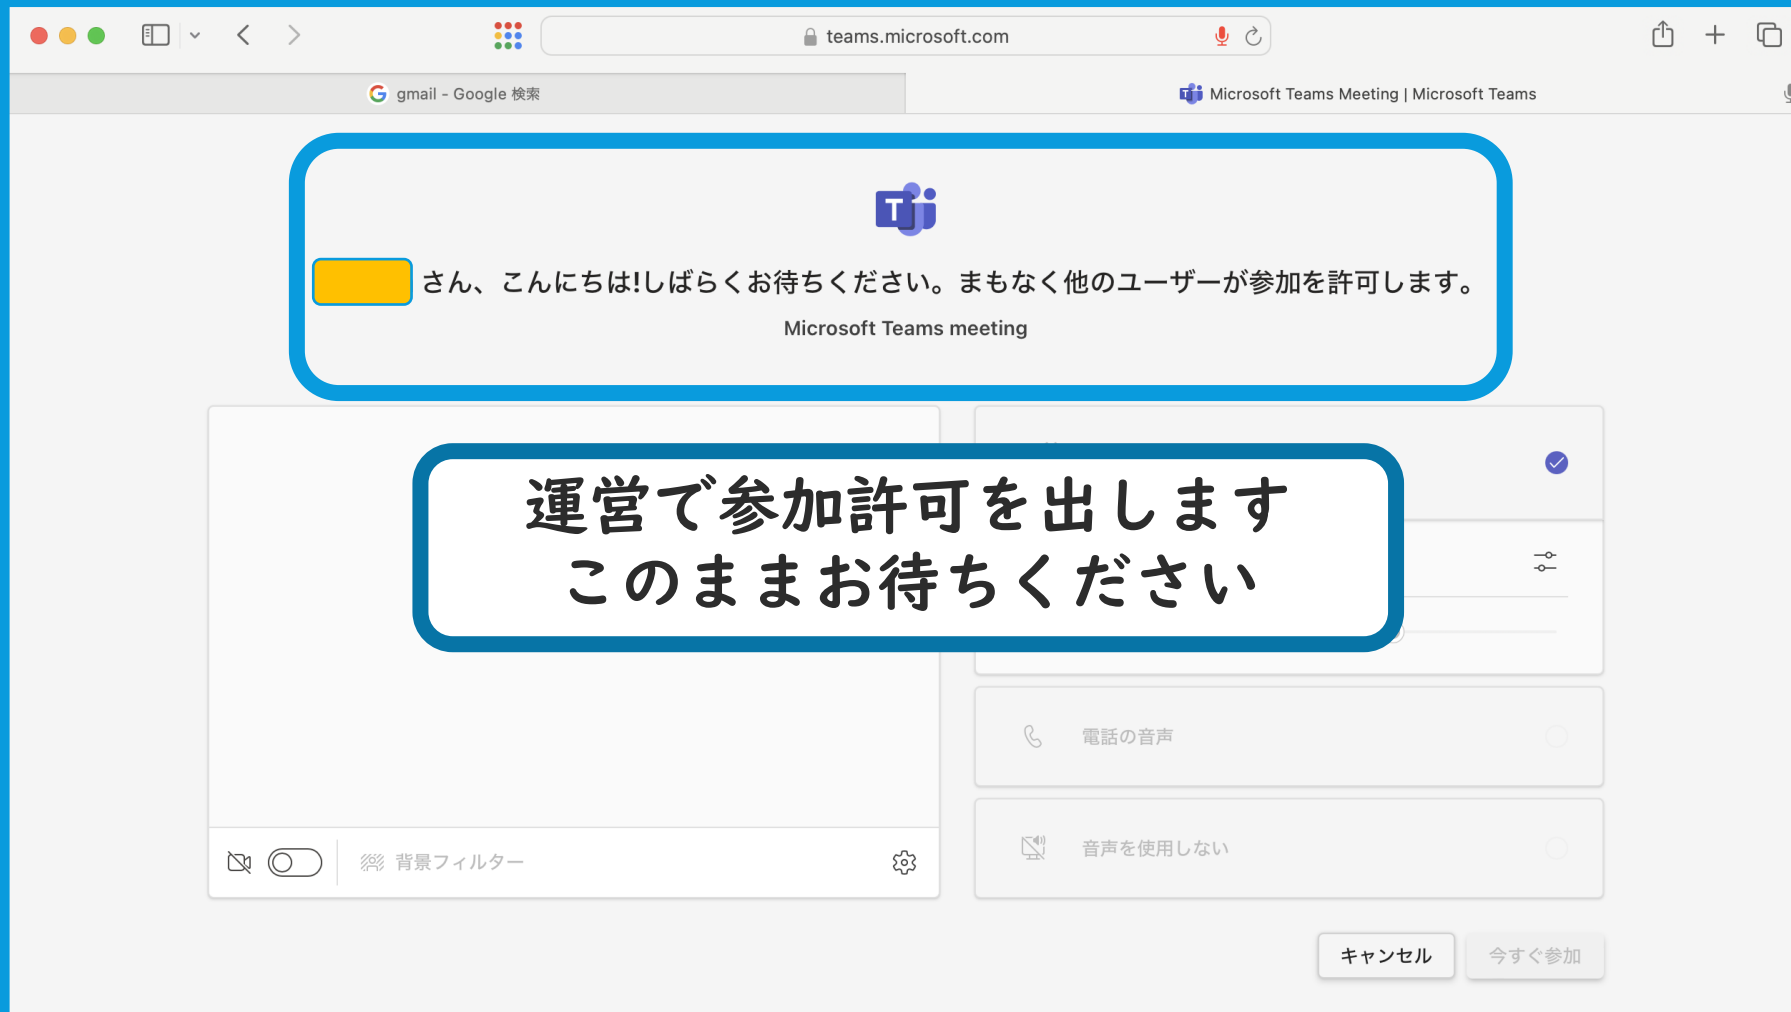 teams.microsoft.com
gmail - Google 検索
Microsoft Teams Meeting | Microsoft Teams
さん、こんにちは!しばらくお待ちください。まもなく他のユーザーが参加を許可します。
Microsoft Teams meeting
運営で参加許可を出します
このままお待ちください
電話の音声
音声を使用しない
背景フィルター
キャンセル
今すぐ参加